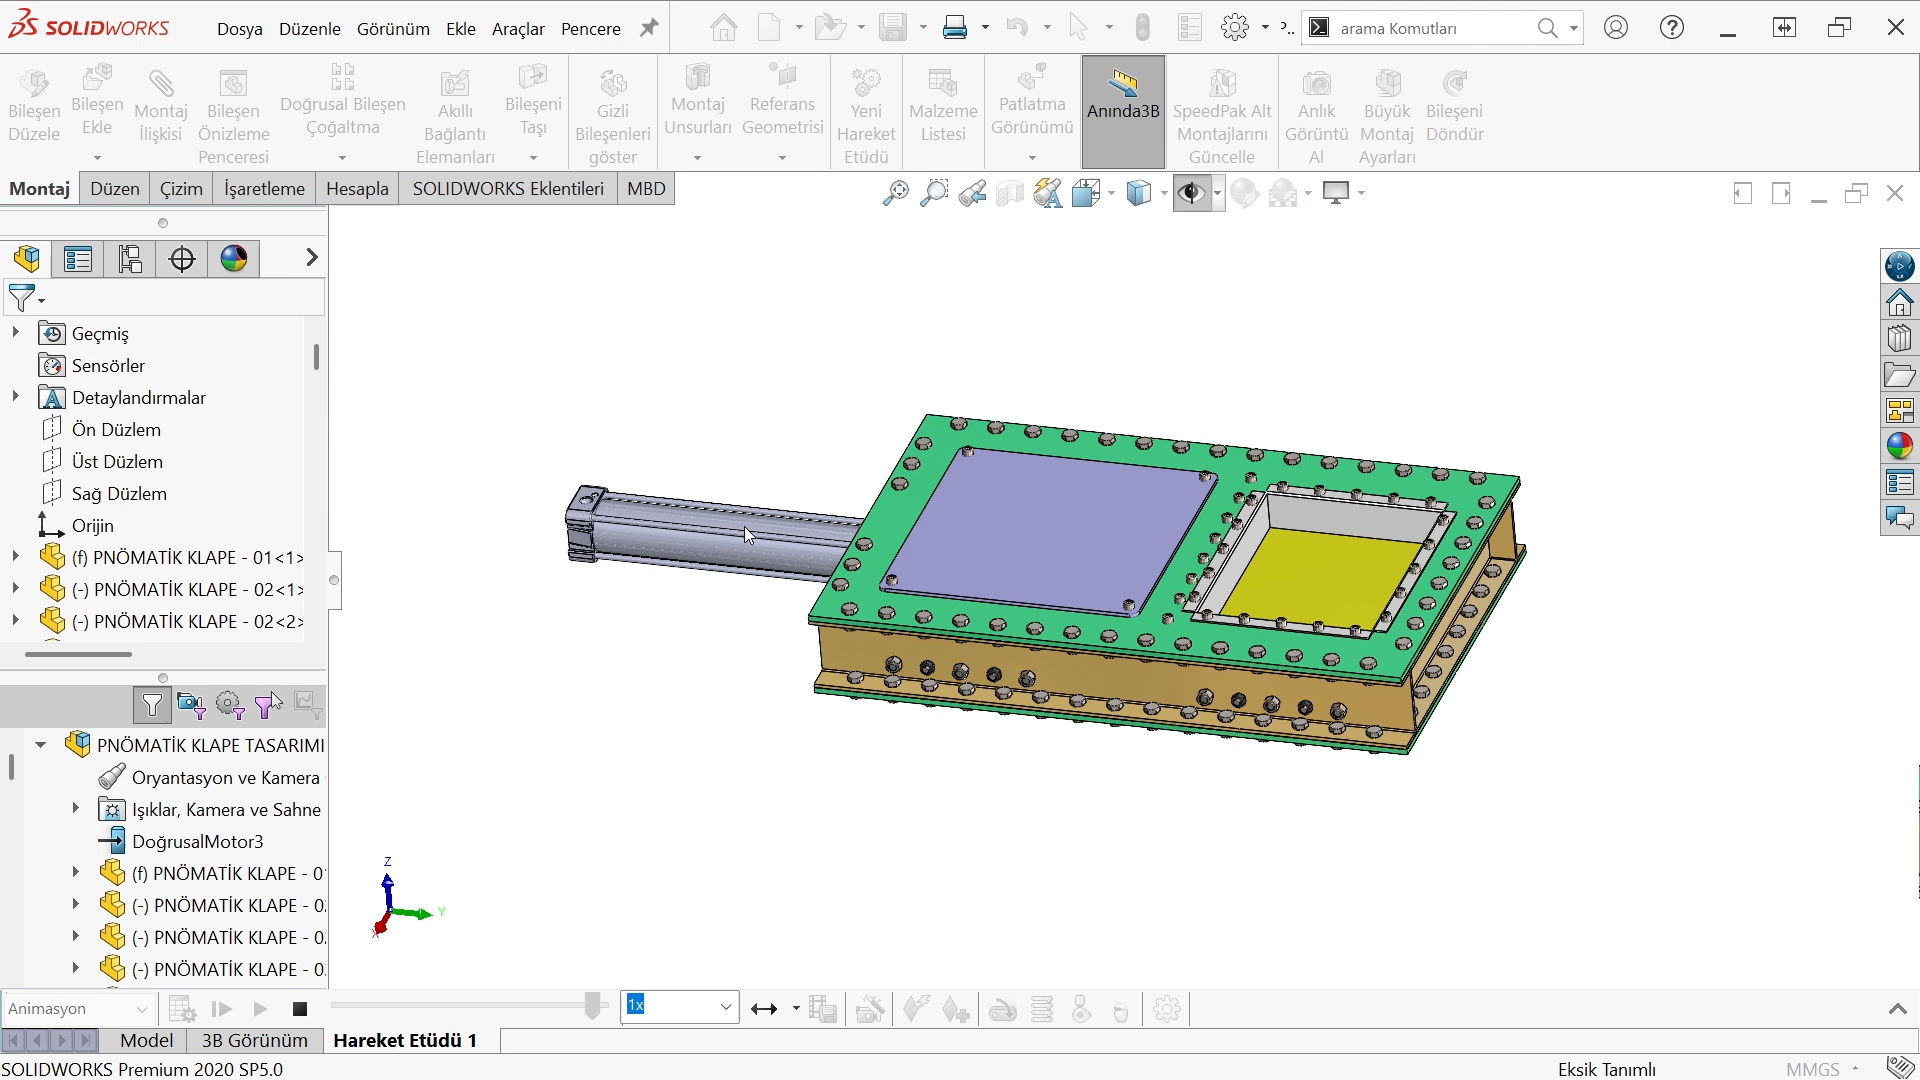 SOLIDWORKS
Dosya Düzenle Görünüm Ekle Araçlar Pencere
P..
arama Komutları
Bileşen Düzele
Bileşen Ekle
Montaj İlişkisi
Bileşen Önizleme Penceresi
Doğrusal Bileşen Çoğaltma
Akıllı Bağlantı Elemanları
Bileşeni Taşı
Gizli Bileşenleri göster
Montaj Unsurları
Referans Geometrisi
Yeni Hareket Etüdü
Malzeme Listesi
Patlatma Görünümü
Anında3B
SpeedPak Alt Montajlarını Güncelle
Anlık Görüntü Al
Büyük Montaj Ayarları
Bileşeni Döndür
Montaj Düzen Çizim İşaretleme Hesapla SOLIDWORKS Eklentileri MBD
Geçmiş
Sensörler
Detaylandırmalar
Ön Düzlem
Üst Düzlem
Sağ Düzlem
Orijin
(f) PNÖMATİK KLAPE - 01<1>
(-) PNÖMATİK KLAPE - 02<1>
(-) PNÖMATİK KLAPE - 02<2>
PNÖMATİK KLAPE TASARIMI
Oryantasyon ve Kamera
Işıklar, Kamera ve Sahne
DoğrusalMotor3
(f) PNÖMATİK KLAPE - 0
(-) PNÖMATİK KLAPE - 0
(-) PNÖMATİK KLAPE - 0
(-) PNÖMATİK KLAPE - 0
Z
Y
X
Animasyon
1x
Model 3B Görünüm Hareket Etüdü 1
SOLIDWORKS Premium 2020 SP5.0
Eksik Tanımlı
MMGS